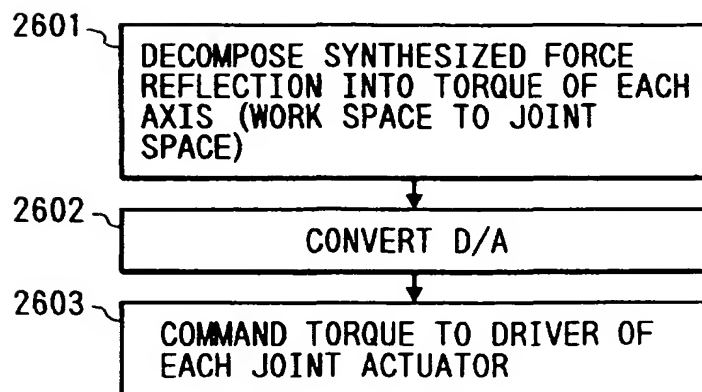 2601
DECOMPOSE SYNTHESIZED FORCE
REFLECTION INTO TORQUE OF EACH
AXIS (WORK SPACE TO JOINT
SPACE)
2602
CONVERT D/A
2603
COMMAND TORQUE TO DRIVER OF
EACH JOINT ACTUATOR